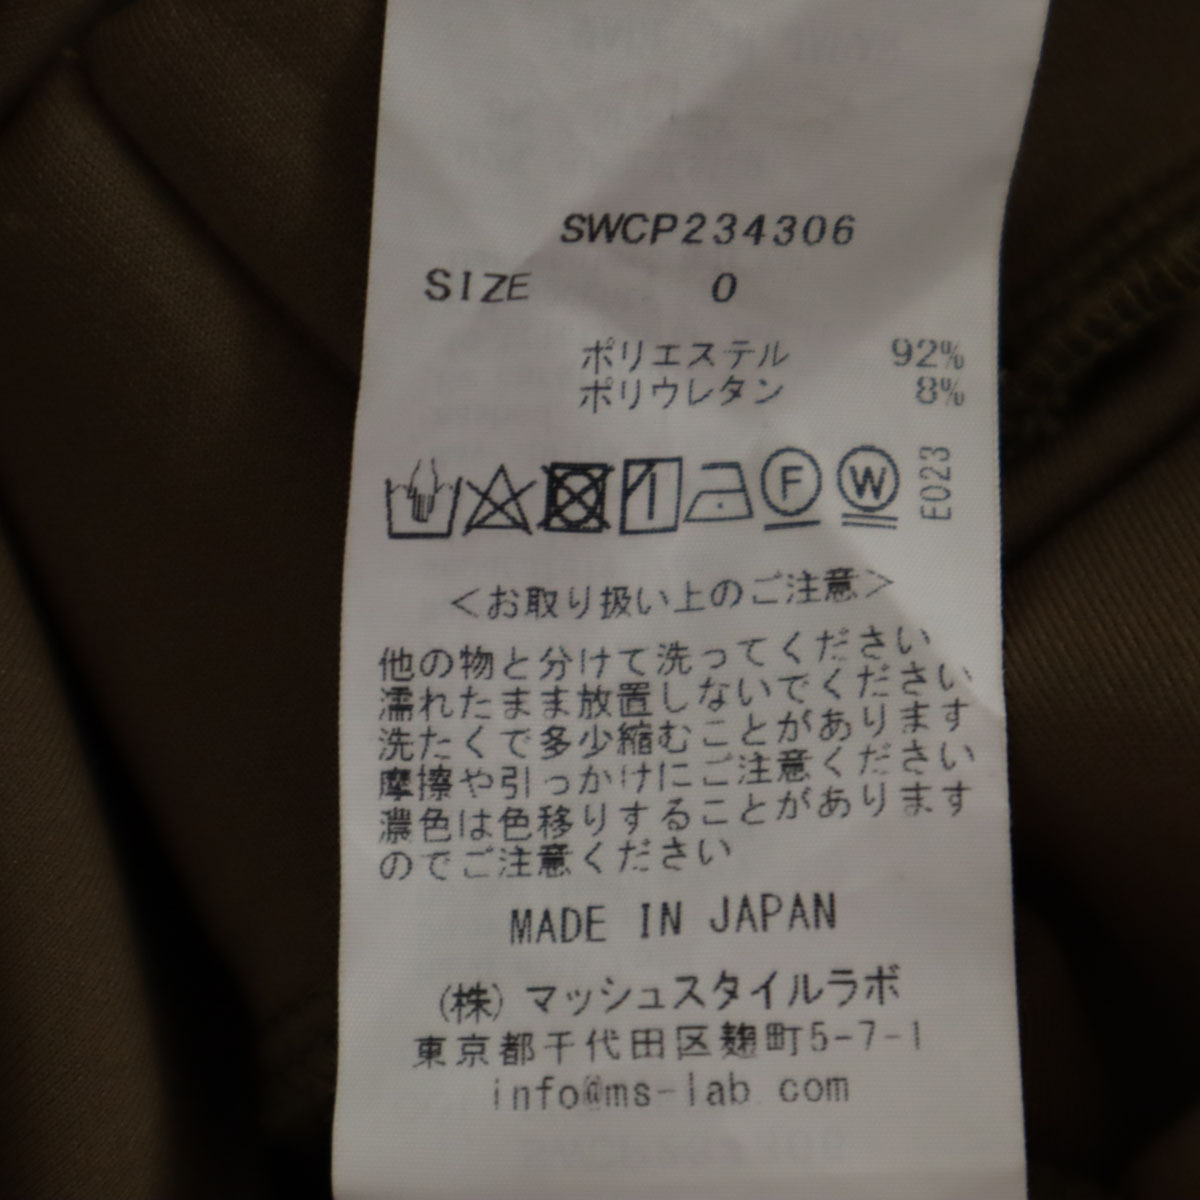 SWCP234306
SIZE 0
ポリエステル 92%
ポリウレタン 8%
F W E023
<お取り扱い上のご注意>
他の物と分けて洗ってください
濡れたまま放置しないでください
洗たくで多少縮むことがあります
摩擦や引っかけにご注意ください
濃色は色移りすることがあります
のでご注意ください
MADE IN JAPAN
(株)マッシュスタイルラボ
東京都千代田区麹町5-7-1
info@ms-lab com